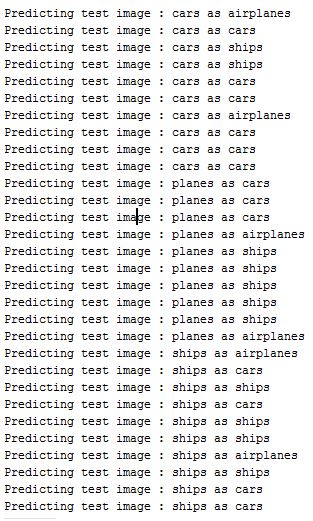 Predicting test image : cars as airplanes
Predicting test image : cars as cars
Predicting test image : cars as ships
Predicting test image : cars as ships
Predicting test image : cars as cars
Predicting test image : cars as cars
Predicting test image : cars as airplanes
Predicting test image : cars as cars
Predicting test image : cars as cars
Predicting test image : cars as cars
Predicting test image : planes as cars
Predicting test image : planes as cars
Predicting test image : planes as cars
Predicting test image : planes as airplanes
Predicting test image : planes as ships
Predicting test image : planes as ships
Predicting test image : planes as ships
Predicting test image : planes as ships
Predicting test image : planes as ships
Predicting test image : planes as airplanes
Predicting test image : ships as airplanes
Predicting test image : ships as cars
Predicting test image : ships as ships
Predicting test image : ships as cars
Predicting test image : ships as ships
Predicting test image : ships as ships
Predicting test image : ships as airplanes
Predicting test image : ships as ships
Predicting test image : ships as cars
Predicting test image : ships as cars